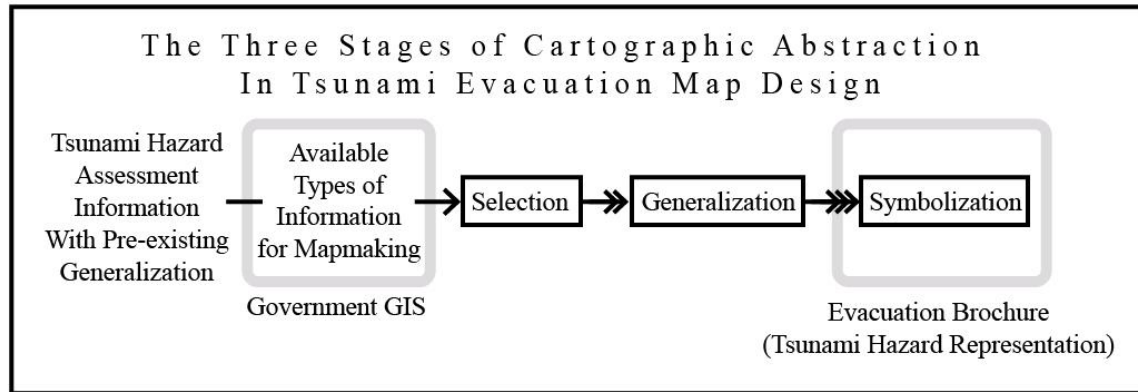 The Three Stages of Cartographic Abstraction
In Tsunami Evacuation Map Design
Tsunami Hazard
Assessment
Information
With Pre-existing
Generalization
Available
Types of
Information
for Mapmaking
Government GIS
Selection
Generalization
Symbolization
Evacuation Brochure
(Tsunami Hazard Representation)